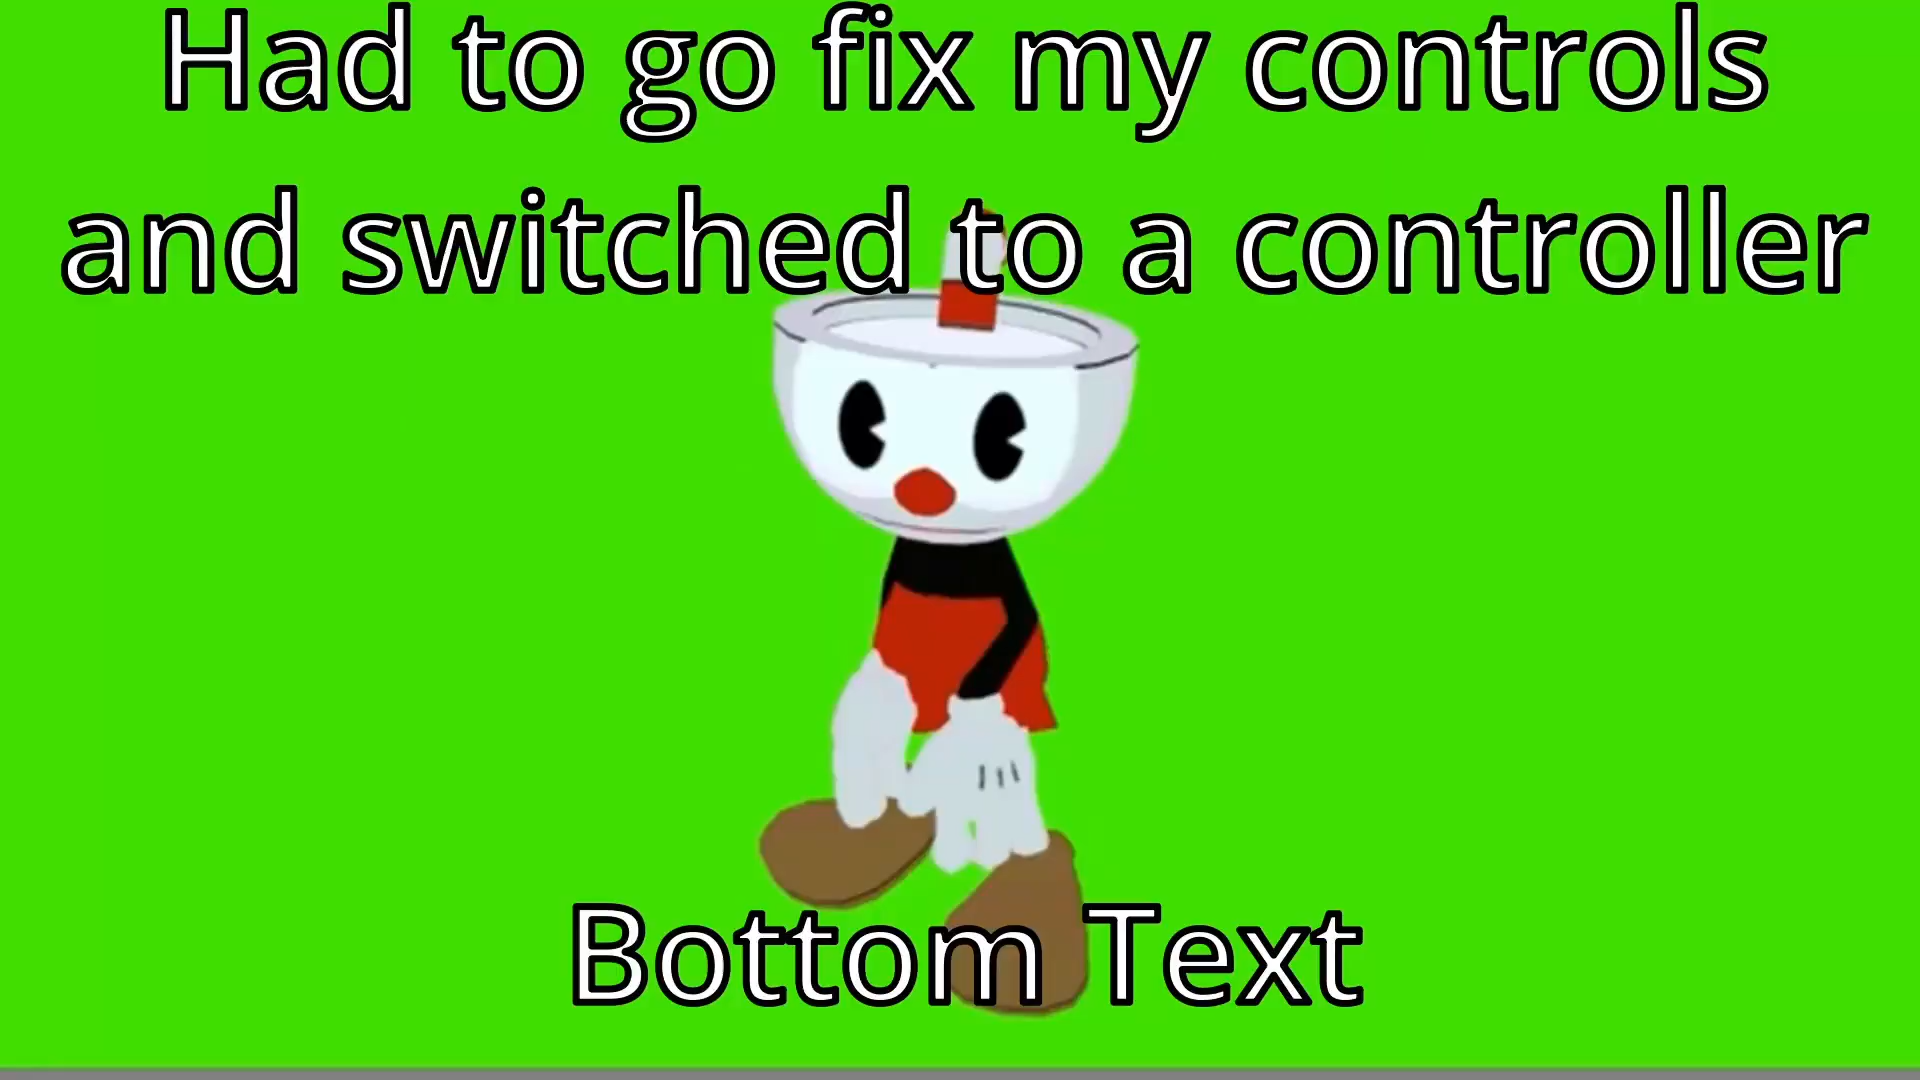 Had to go fix my controls
and switched to a controller
Bottom Text